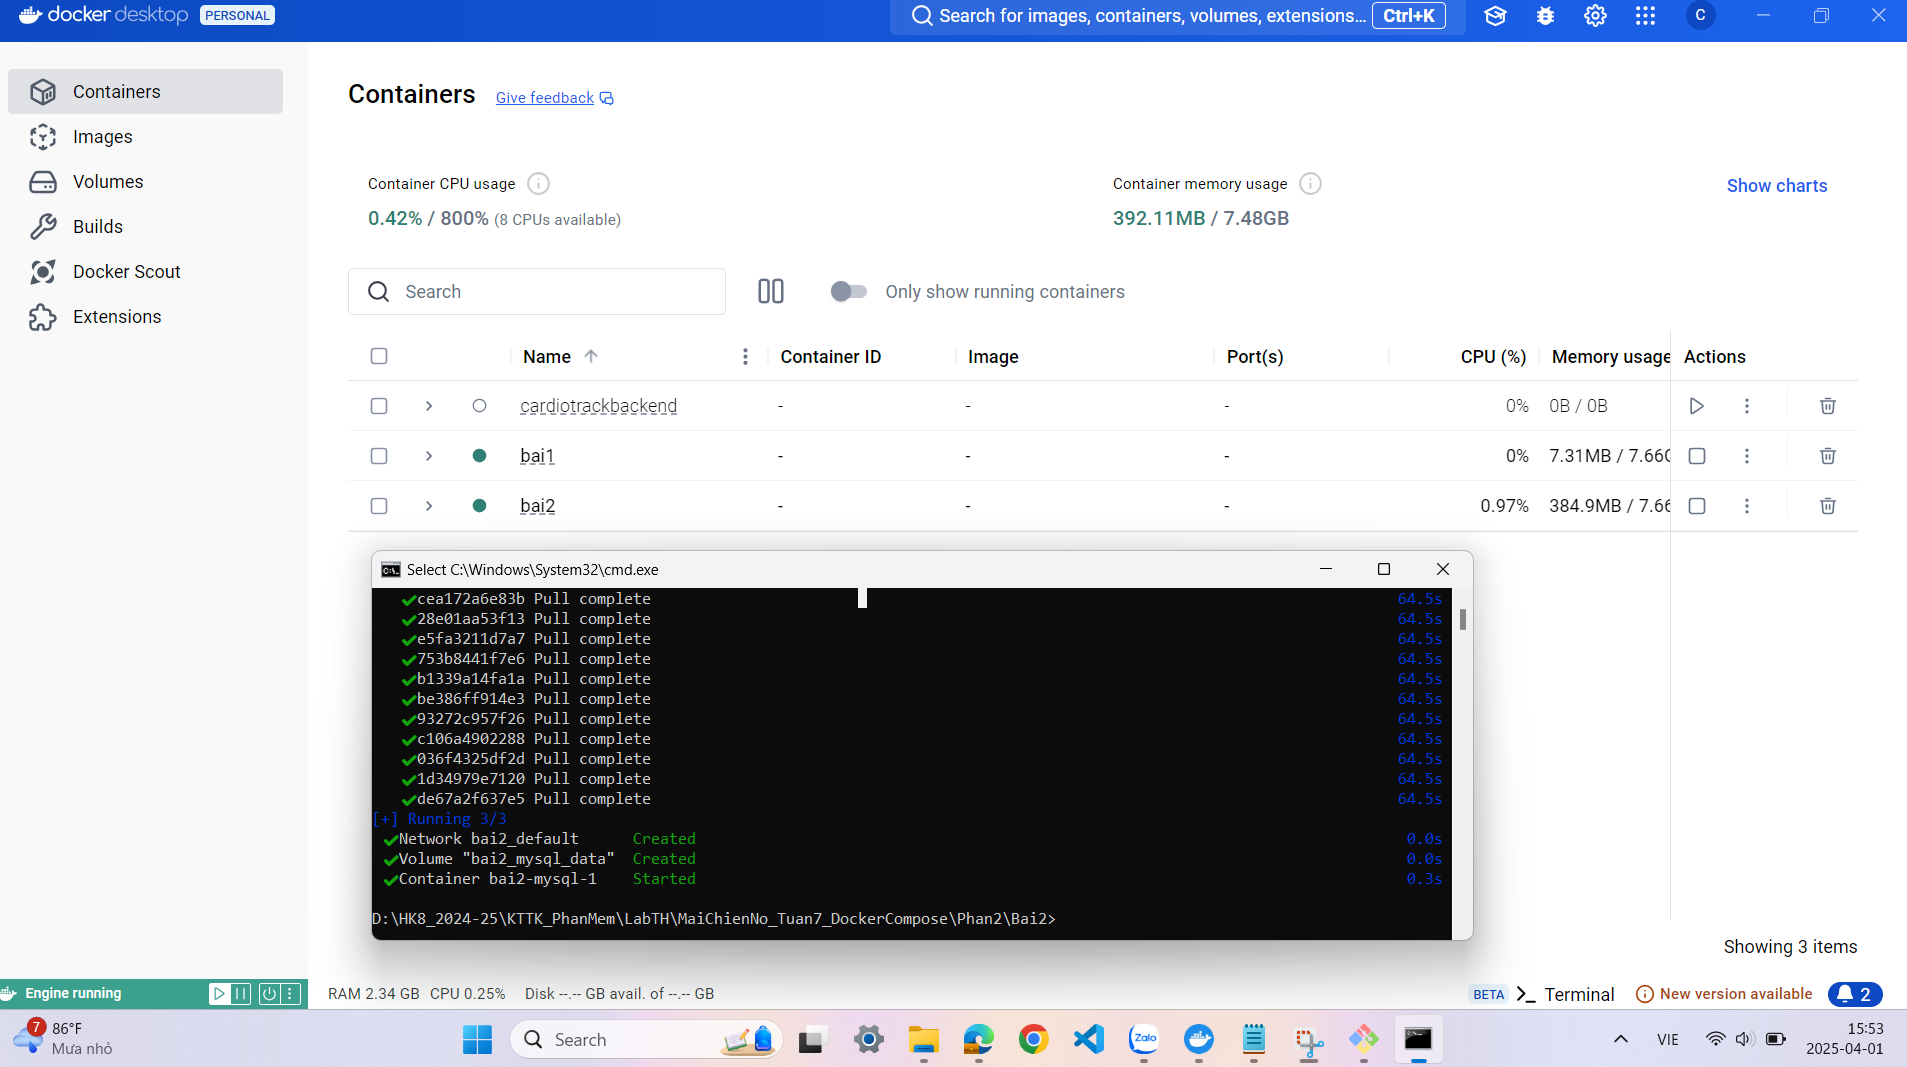 docker desktop PERSONAL
Search for images, containers, volumes, extensions... Ctrl+K
C
Containers
Images
Volumes
Builds
Docker Scout
Extensions
Containers Give feedback
Container CPU usage
0.42% / 800% (8 CPUs available)
Container memory usage
392.11MB / 7.48GB
Show charts
Search
Only show running containers
Name Container ID Image Port(s) CPU (%) Memory usage Actions
cardiotrackbackend - - - 0% 0B / 0B
bai1 - - - 0% 7.31MB / 7.66G
bai2 - - - 0.97% 384.9MB / 7.66
Select C:\Windows\System32\cmd.exe
cea172a6e83b Pull complete 64.5s
28e01aa53f13 Pull complete 64.5s
e5fa3211d7a7 Pull complete 64.5s
753b8441f7e6 Pull complete 64.5s
b1339a14fa1a Pull complete 64.5s
be386ff914e3 Pull complete 64.5s
93272c957f26 Pull complete 64.5s
c106a4902288 Pull complete 64.5s
036f4325df2d Pull complete 64.5s
1d34979e7120 Pull complete 64.5s
de67a2f637e5 Pull complete 64.5s
[+] Running 3/3
Network bai2_default Created 0.0s
Volume "bai2_mysql_data" Created 0.0s
Container bai2-mysql-1 Started 0.3s
D:\HK8_2024-25\KTTK_PhanMem\LabTH\MaiChienNo_Tuan7_DockerCompose\Phan2\Bai2>
Showing 3 items
Engine running
RAM 2.34 GB CPU 0.25% Disk --.-- GB avail. of --.-- GB
BETA Terminal
New version available
2
7
86°F
Mưa nhỏ
Search
Zalo
VIE
15:53
2025-04-01